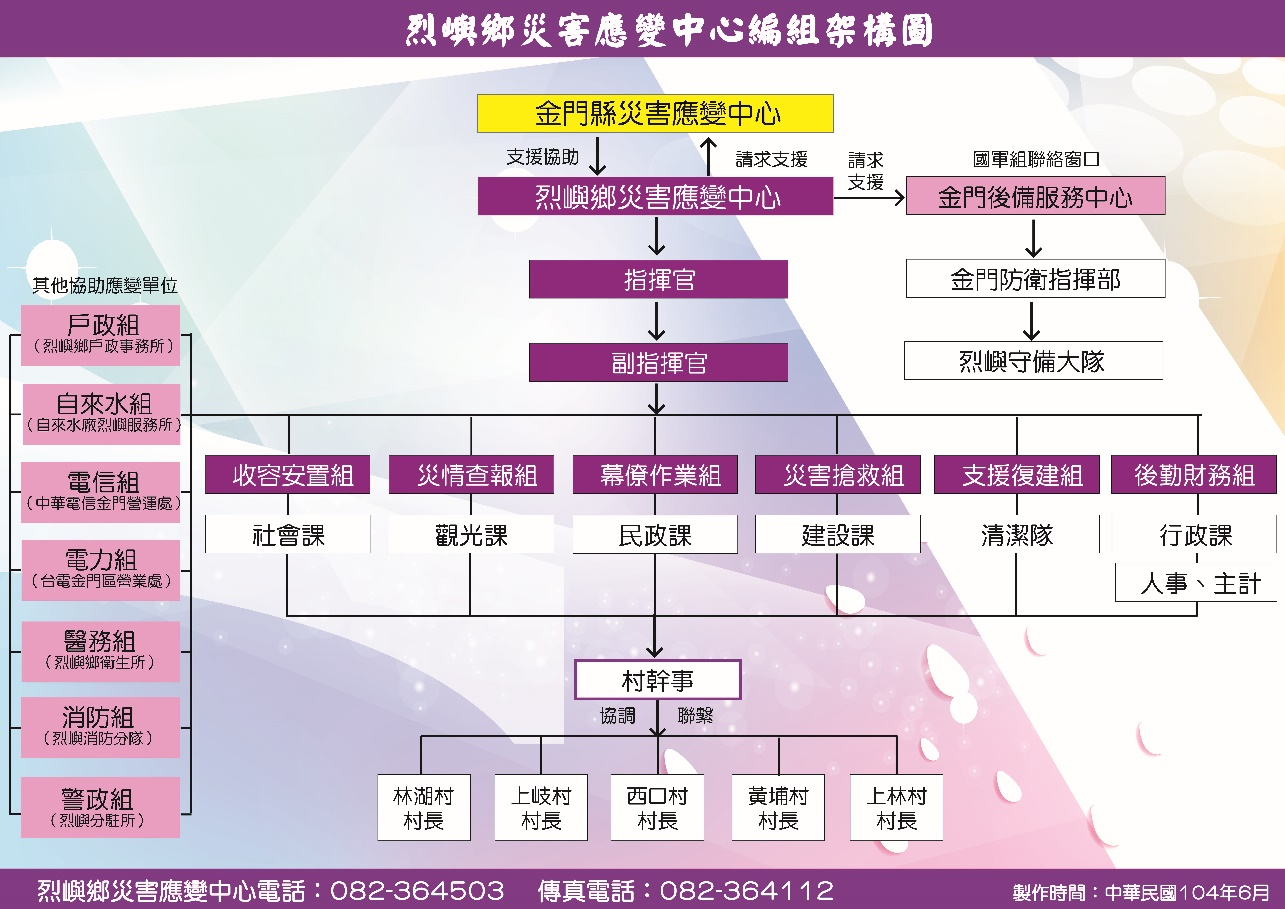 烈嶼鄉災害應變中心編組架構圖
金門縣災害應變中心
支援協助
請求支援
請求
支援
國軍組聯絡窗口
烈嶼鄉災害應變中心
金門後備服務中心
指揮官
金門防衛指揮部
副指揮官
烈嶼守備大隊
其他協助應變單位
戶政組
（烈嶼鄉戶政事務所）
自來水組
（自來水廠烈嶼服務所）
電信組
（中華電信金門營運處）
電力組
（台電金門區營業處）
醫務組
（烈嶼鄉衛生所）
消防組
（烈嶼消防分隊）
警政組
（烈嶼分駐所）
收容安置組
災情查報組
幕僚作業組
災害搶救組
支援復建組
後勤財務組
社會課
觀光課
民政課
建設課
清潔隊
行政課
人事、主計
村幹事
協調
聯繫
林湖村
村長
上岐村
村長
西口村
村長
黃埔村
村長
上林村
村長
烈嶼鄉災害應變中心電話：082-364503 傳真電話：082-364112
製作時間：中華民國104年6月